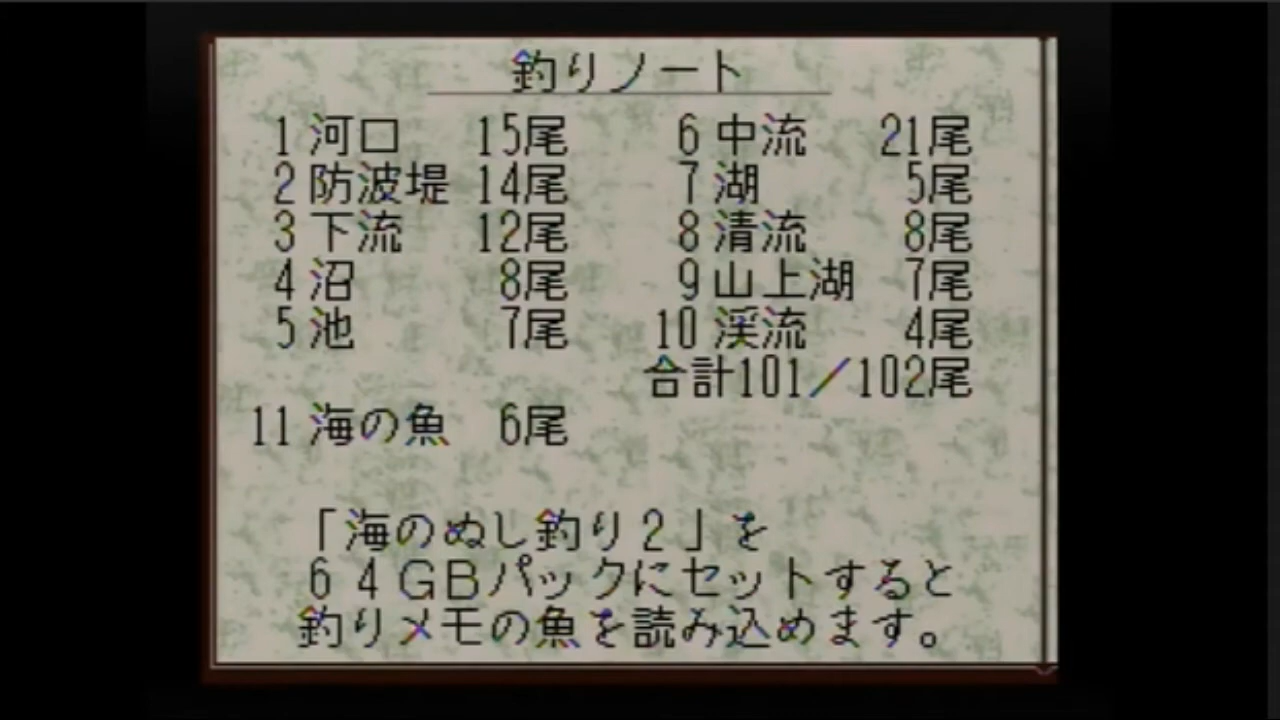 釣りノート
1 河口 15尾 6 中流 21尾
2 防波堤 14尾 7 湖 5尾
3 下流 12尾 8 清流 8尾
4 沼 8尾 9 山上湖 7尾
5 池 7尾 10 渓流 4尾
合計101／102尾
11 海の魚 6尾
「海のぬし釣り２」を
６４ＧＢパックにセットすると
釣りメモの魚を読み込めます。